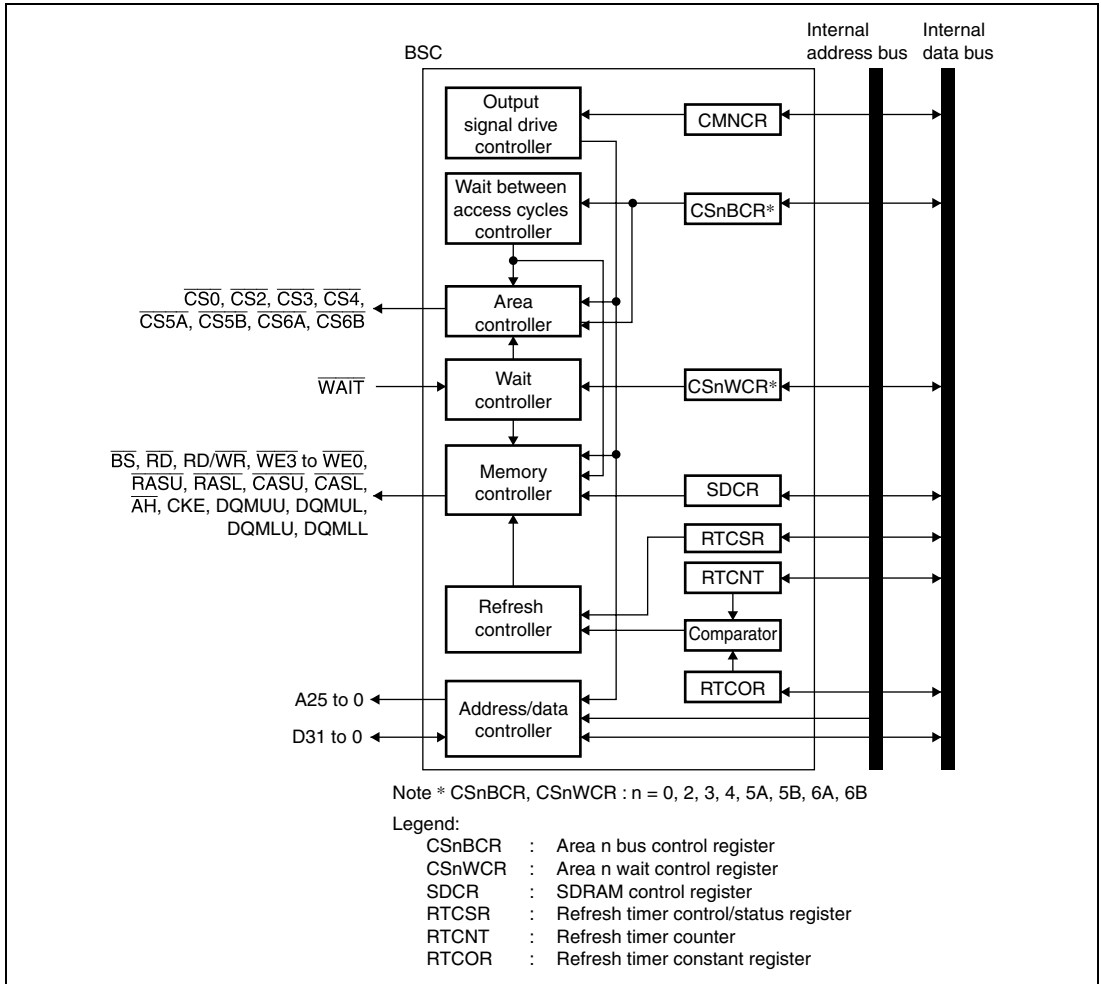 BSC
Internal
address bus
Internal
data bus
Output
signal drive
controller
CMNCR
Wait between
access cycles
controller
CSnBCR*
CS0, CS2, CS3, CS4,
CS5A, CS5B, CS6A, CS6B
Area
controller
WAIT
Wait
controller
CSnWCR*
BS, RD, RD/WR, WE3 to WE0,
RASU, RASL, CASU, CASL,
AH, CKE, DQMUU, DQMUL,
DQMLU, DQMLL
Memory
controller
SDCR
RTCSR
RTCNT
Refresh
controller
Comparator
RTCOR
A25 to 0
D31 to 0
Address/data
controller
Note * CSnBCR, CSnWCR : n = 0, 2, 3, 4, 5A, 5B, 6A, 6B
Legend:
CSnBCR : Area n bus control register
CSnWCR : Area n wait control register
SDCR : SDRAM control register
RTCSR : Refresh timer control/status register
RTCNT : Refresh timer counter
RTCOR : Refresh timer constant register